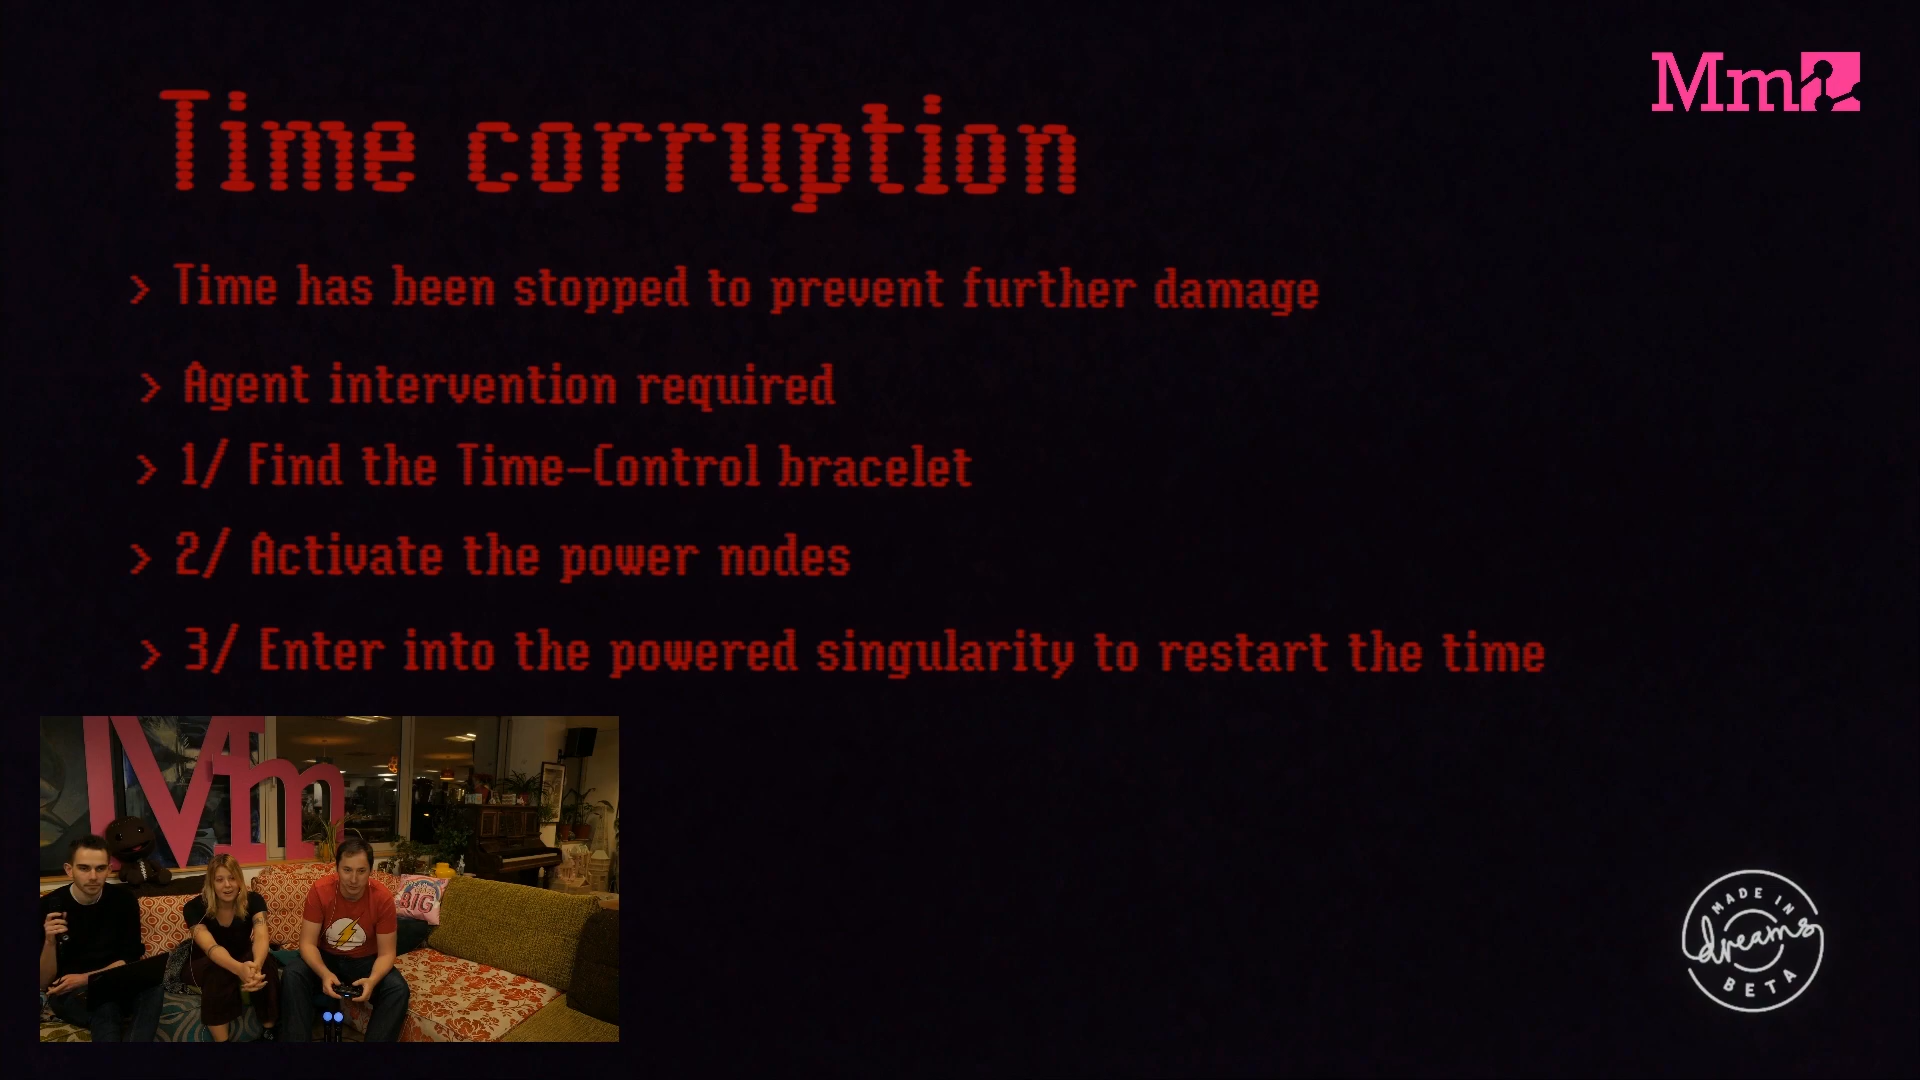 Mm
Time corruption
> Time has been stopped to prevent further damage
> Agent intervention required
> 1/ Find the Time-Control bracelet
> 2/ Activate the power nodes
> 3/ Enter into the powered singularity to restart the time
Mm
BIG
MADE IN
dreams
BETA